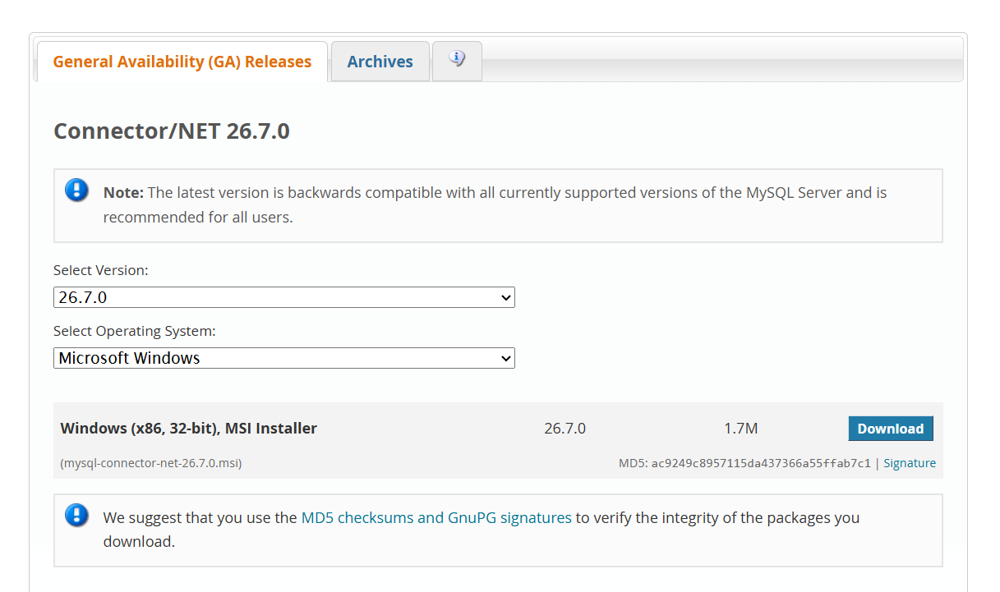 General Availability (GA) Releases
Archives
Connector/NET 26.7.0
Note: The latest version is backwards compatible with all currently supported versions of the MySQL Server and is
recommended for all users.
Select Version:
26.7.0
Select Operating System:
Microsoft Windows
Windows (x86, 32-bit), MSI Installer 26.7.0 1.7M Download
(mysql-connector-net-26.7.0.msi) MD5: ac9249c8957115da437366a55ffab7c1 | Signature
We suggest that you use the MD5 checksums and GnuPG signatures to verify the integrity of the packages you
download.